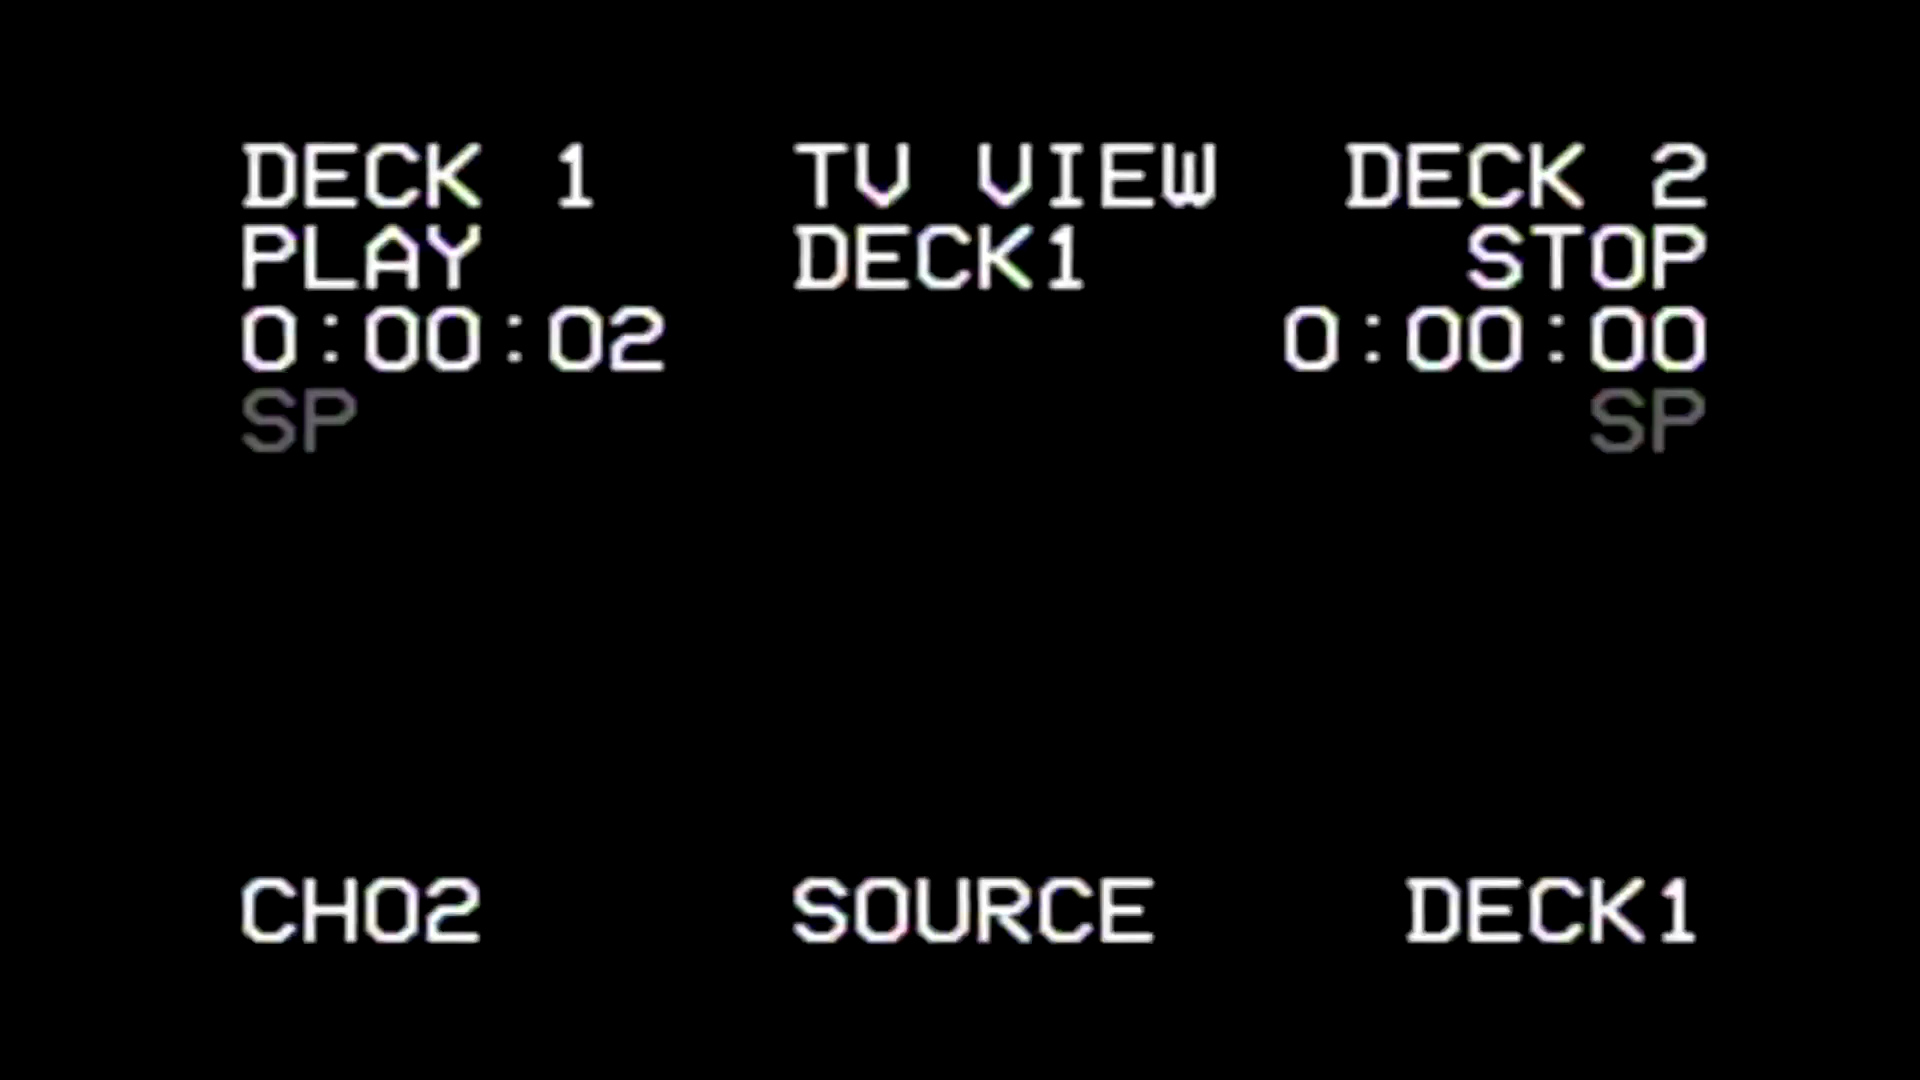 DECK 1 TV VIEW DECK 2
PLAY DECK1 STOP
0:00:02 0:00:00
SP SP
CH02 SOURCE DECK1